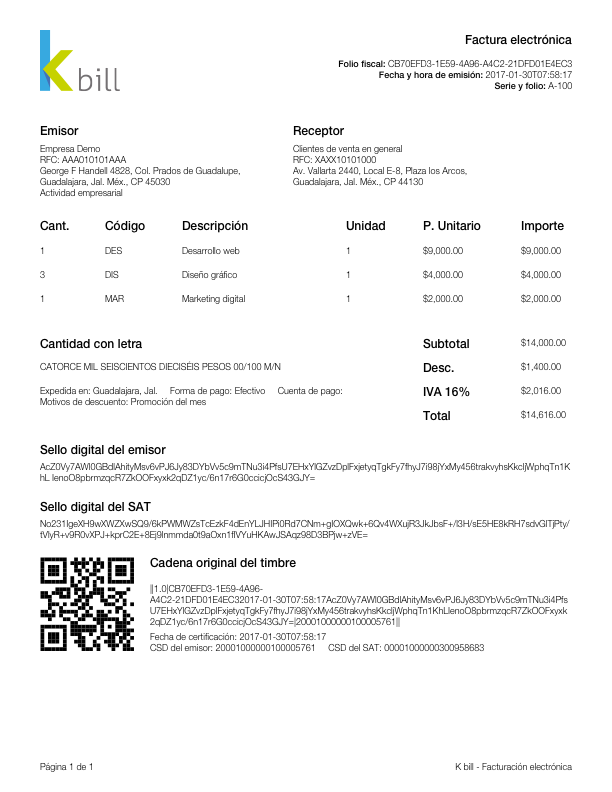 k bill
Factura electrónica
Folio fiscal: CB70EFD3-1E59-4A96-A4C2-21DFD01E4EC3
Fecha y hora de emisión: 2017-01-30T07:58:17
Serie y folio: A-100
Emisor
Empresa Demo
RFC: AAA010101AAA
George F Handell 4828, Col. Prados de Guadalupe,
Guadalajara, Jal. Méx., CP 45030
Actividad empresarial
Receptor
Clientes de venta en general
RFC: XAXX10101000
Av. Vallarta 2440, Local E-8, Plaza los Arcos,
Guadalajara, Jal. Méx., CP 44130
Cant. Código Descripción Unidad P. Unitario Importe
1 DES Desarrollo web 1 $9,000.00 $9,000.00
3 DIS Diseño gráfico 1 $4,000.00 $4,000.00
1 MAR Marketing digital 1 $2,000.00 $2,000.00
Cantidad con letra
CATORCE MIL SEISCIENTOS DIECISÉIS PESOS 00/100 M/N
Expedida en: Guadalajara, Jal. Forma de pago: Efectivo Cuenta de pago:
Motivos de descuento: Promoción del mes
Subtotal $14,000.00
Desc. $1,400.00
IVA 16% $2,016.00
Total $14,616.00
Sello digital del emisor
AcZ0Vy7AWI0GBdlAhityMsv6vPJ6Jy83DYbVv5c9mTNu3i4PfsU7EHxYlGZvzDplFxjetyqTgkFy7fhyJ7i98jYxMy456trakvyhsKkcljWphqTn1K
hL lenoO8pbrmzqcR7ZkOOFxyxk2qDZ1yc/6n17r6G0ccicjOcS43GJY=
Sello digital del SAT
No231lgeXH9wXWZXwSQ9/6kPWMWZsTcEzkF4dEnYLJHIPi0Rd7CNm+glOXQwk+6Qv4WXujR3JkJbsF+/l3H/sE5HE8kRH7sdvGlTjPty/
tVlyR+v9R0vXPJ+kprC2E+8Ej9lnmmda0t9aOxn1fIVYuHKAwJSAqz98D3BPjw+zVE=
Cadena original del timbre
||1.0|CB70EFD3-1E59-4A96-
A4C2-21DFD01E4EC32017-01-30T07:58:17AcZ0Vy7AWI0GBdlAhityMsv6vPJ6Jy83DYbVv5c9mTNu3i4Pfs
U7EHxYlGZvzDplFxjetyqTgkFy7fhyJ7i98jYxMy456trakvyhsKkcljWphqTn1KhLlenoO8pbrmzqcR7ZkOOFxyxk
2qDZ1yc/6n17r6G0ccicjOcS43GJY=|20001000000100005761||
Fecha de certificación: 2017-01-30T07:58:17
CSD del emisor: 20001000000100005761 CSD del SAT: 00001000000300958683
Página 1 de 1
K bill - Facturación electrónica